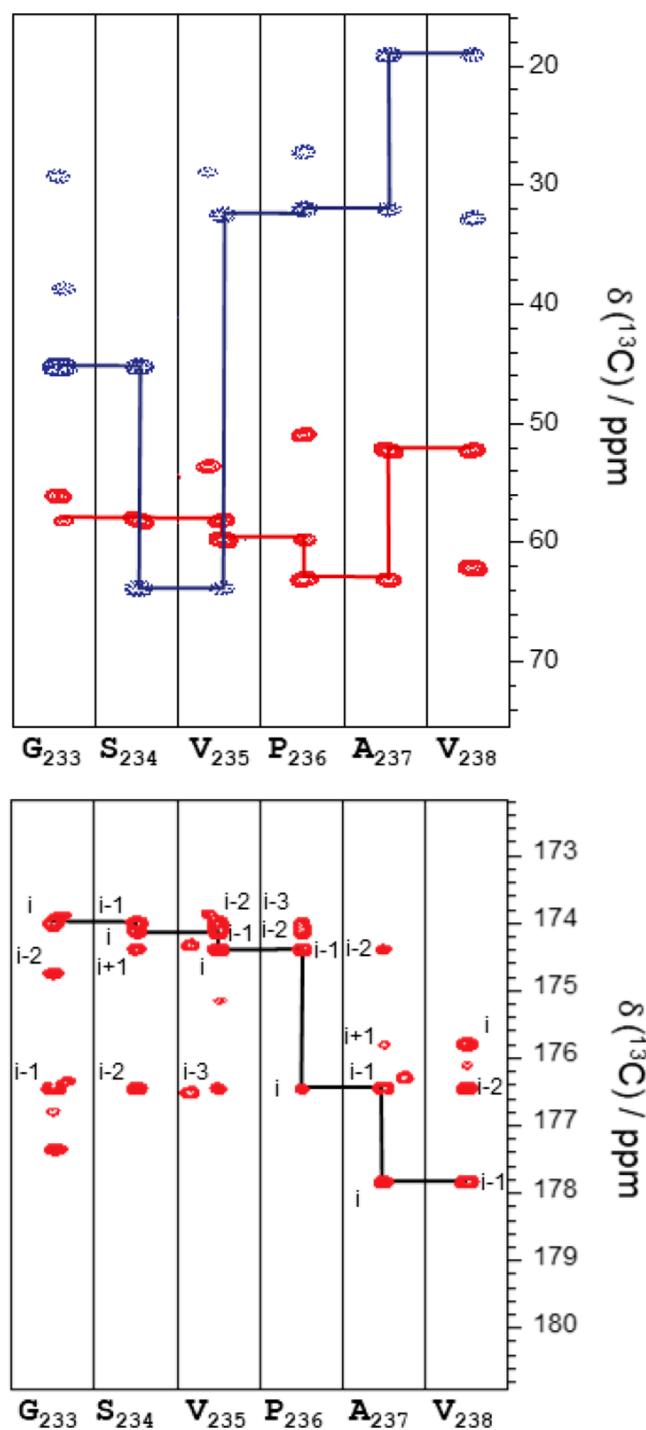 20
30
40
50
60
70
δ (¹³C) / ppm
G₂₃₃ S₂₃₄ V₂₃₅ P₂₃₆ A₂₃₇ V₂₃₈
173
174
175
176
177
178
179
180
δ (¹³C) / ppm
i i-1 i-2 i-3
i i-1 i-2 i-1 i-2
i-2 i+1 i
i+1 i
i-1 i-2 i-3 i i-1 i-2
i i-1
G₂₃₃ S₂₃₄ V₂₃₅ P₂₃₆ A₂₃₇ V₂₃₈